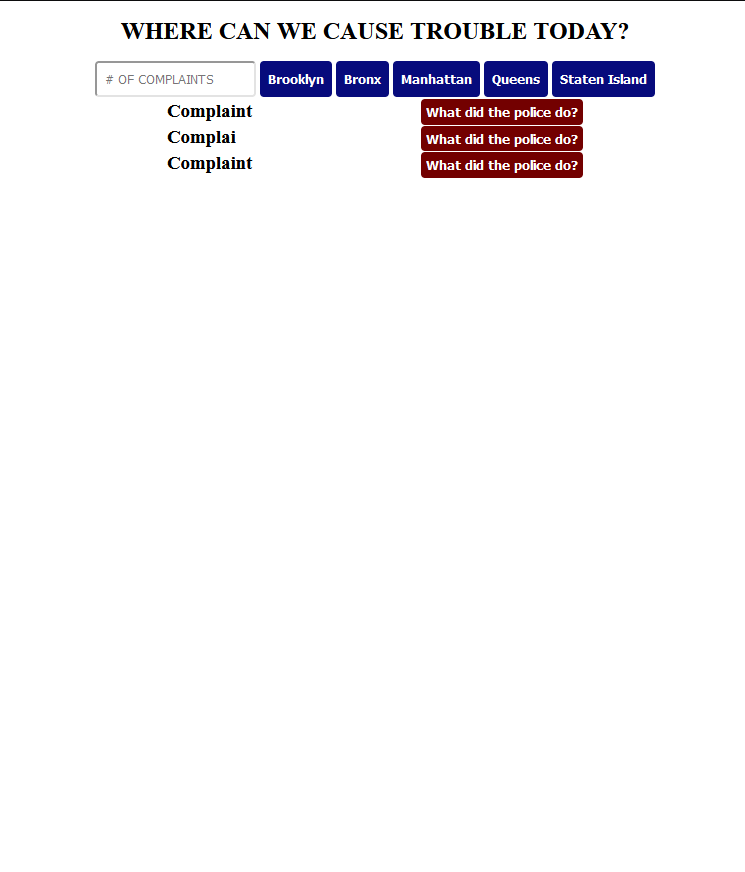 WHERE CAN WE CAUSE TROUBLE TODAY?
# OF COMPLAINTS Brooklyn Bronx Manhattan Queens Staten Island
Complaint What did the police do?
Complai What did the police do?
Complaint What did the police do?